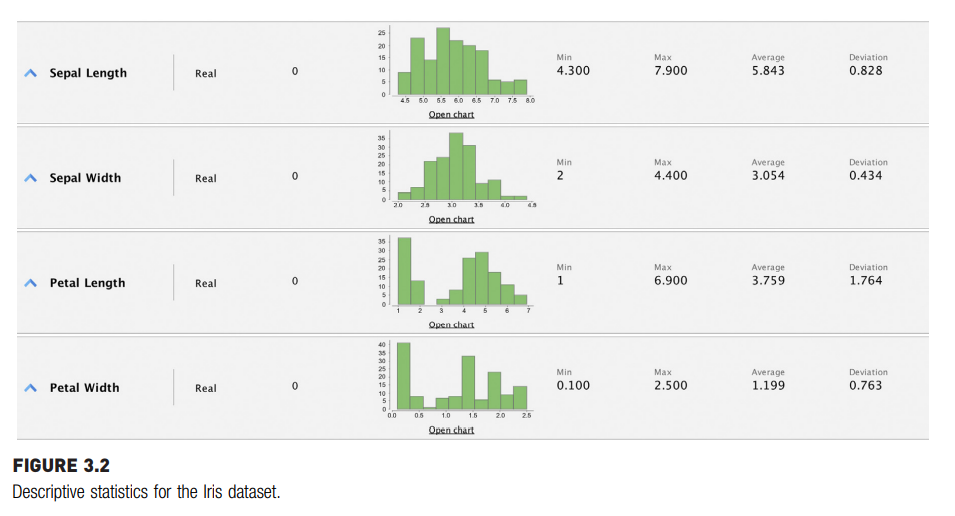 Sepal Length Real 0 Min Max Average Deviation
4.300 7.900 5.843 0.828
25
20
15
10
5
0
4.5 5.0 5.5 6.0 6.5 7.0 7.5 8.0
Open chart
Sepal Width Real 0 Min Max Average Deviation
2 4.400 3.054 0.434
35
30
25
20
15
10
5
0
2.0 2.5 3.0 3.5 4.0 4.5
Open chart
Petal Length Real 0 Min Max Average Deviation
1 6.900 3.759 1.764
35
30
25
20
15
10
5
0
1 2 3 4 5 6 7
Open chart
Petal Width Real 0 Min Max Average Deviation
0.100 2.500 1.199 0.763
40
35
30
25
20
15
10
5
0
0.0 0.5 1.0 1.5 2.0 2.5
Open chart
FIGURE 3.2
Descriptive statistics for the Iris dataset.